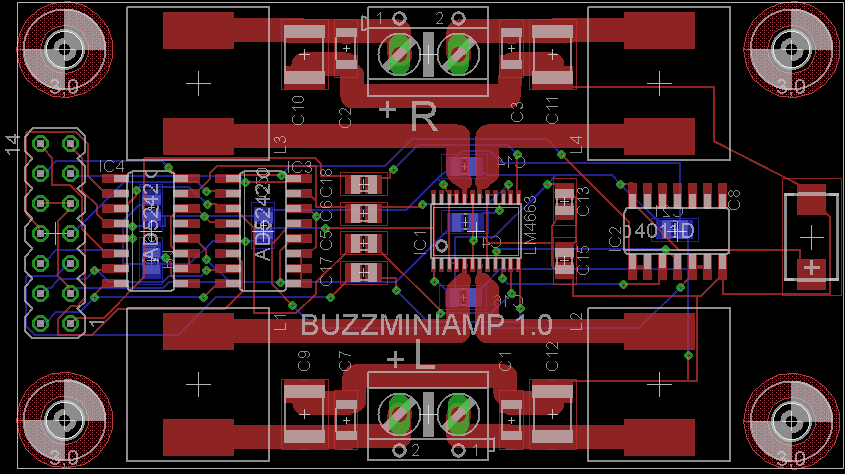 1 2
3,0 3,0
C10 C2 C3 C11
+ R
14 L3 L4
IC4 IC3 C18
C6 C13 C8
AD5242 AD5242
C5 IC1 LM4663 IC2 4011D
C17 C15
1 L1 BUZZMINIAMP 1.0 L2
+ L
C9 C7 C1 C12
3,0 2 1 3,0